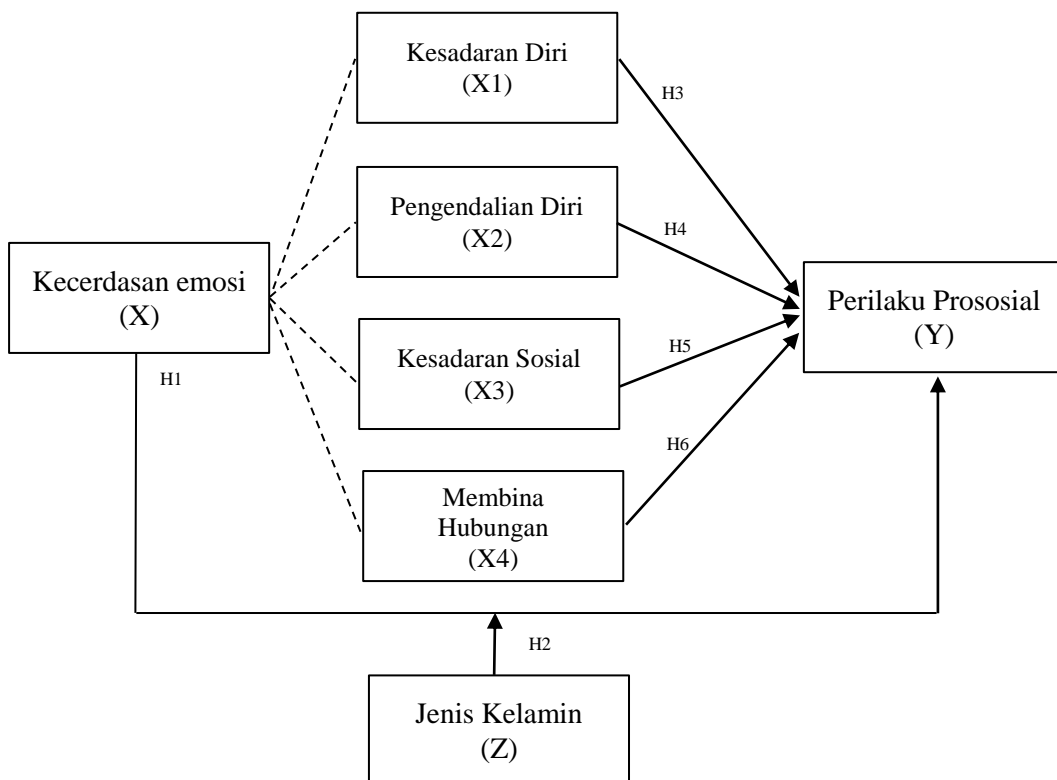 Kesadaran Diri
(X1)
H3
Pengendalian Diri
(X2)
H4
Kecerdasan emosi
(X)
H1
Perilaku Prososial
(Y)
Kesadaran Sosial
(X3)
H5
Membina
Hubungan
(X4)
H6
H2
Jenis Kelamin
(Z)